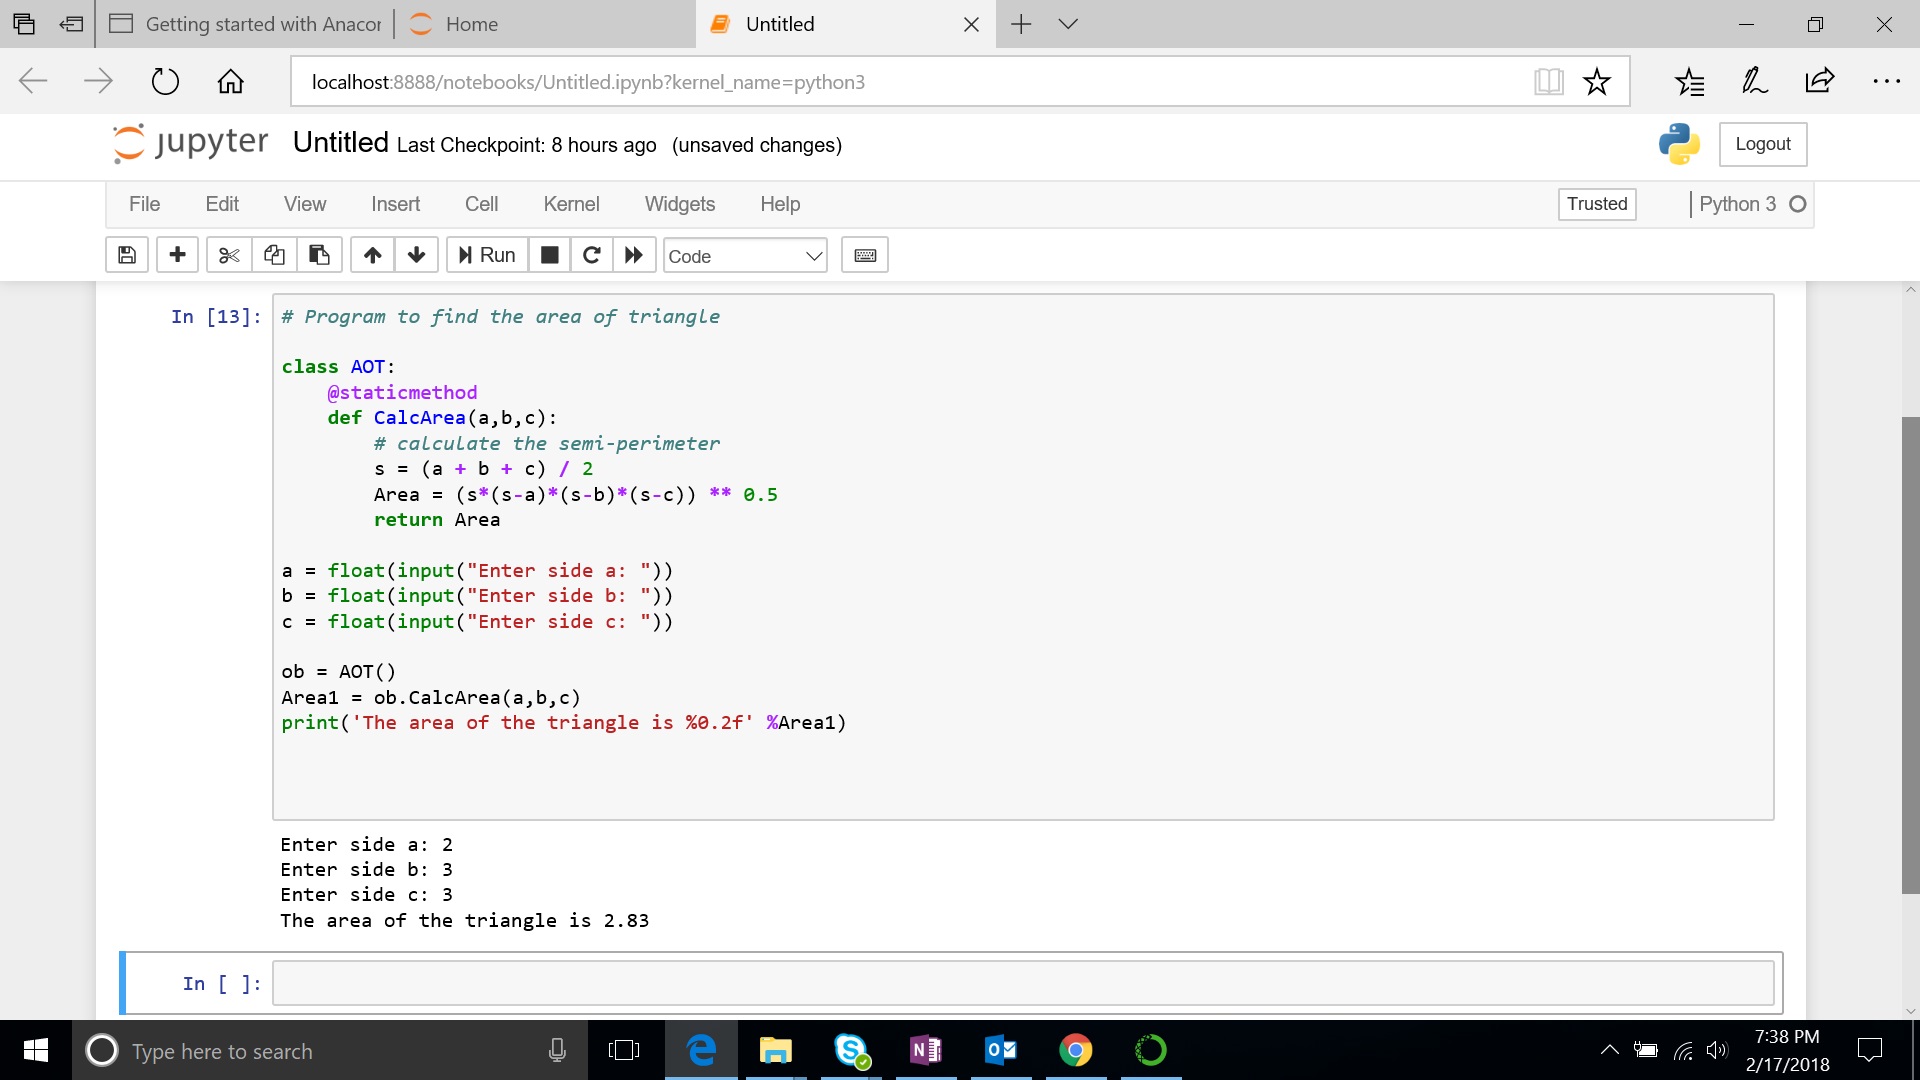 Getting started with Anacon
Home
Untitled
localhost:8888/notebooks/Untitled.ipynb?kernel_name=python3
jupyter Untitled Last Checkpoint: 8 hours ago (unsaved changes)
Logout
File Edit View Insert Cell Kernel Widgets Help
Trusted
Python 3
Run
Code
In [13]:
# Program to find the area of triangle
class AOT:
    @staticmethod
    def CalcArea(a,b,c):
        # calculate the semi-perimeter
        s = (a + b + c) / 2
        Area = (s*(s-a)*(s-b)*(s-c)) ** 0.5
        return Area
a = float(input("Enter side a: "))
b = float(input("Enter side b: "))
c = float(input("Enter side c: "))
ob = AOT()
Area1 = ob.CalcArea(a,b,c)
print('The area of the triangle is %0.2f' %Area1)
Enter side a: 2
Enter side b: 3
Enter side c: 3
The area of the triangle is 2.83
In [ ]:
Type here to search
7:38 PM
2/17/2018